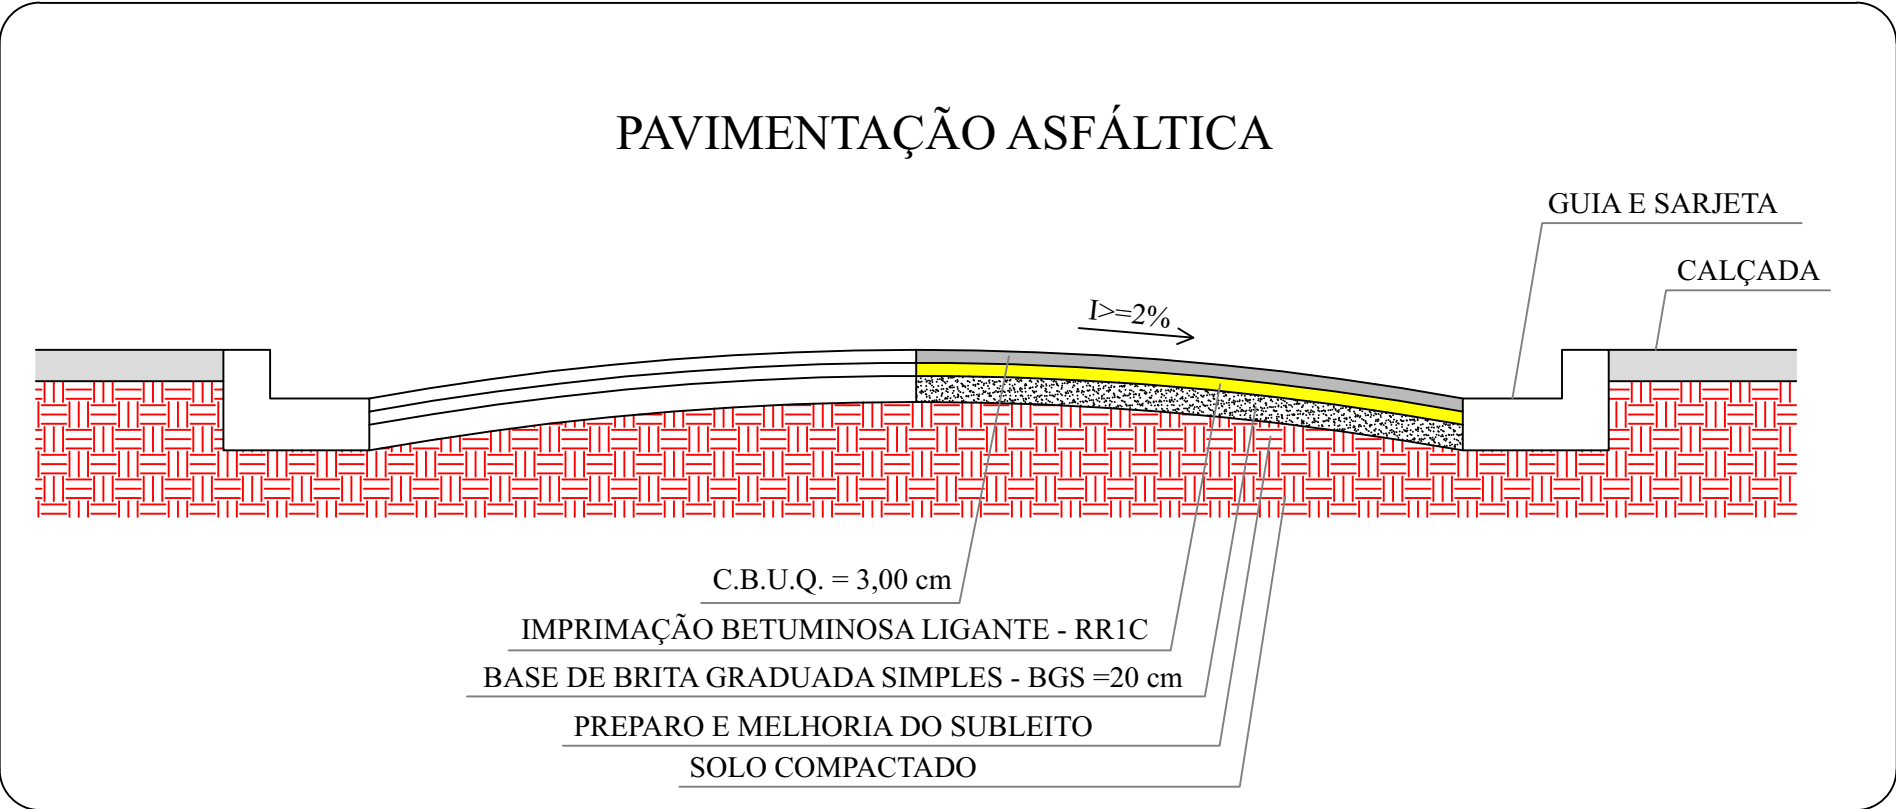 PAVIMENTAÇÃO ASFÁLTICA
GUIA E SARJETA
CALÇADA
I>=2%
C.B.U.Q. = 3,00 cm
IMPRIMAÇÃO BETUMINOSA LIGANTE - RR1C
BASE DE BRITA GRADUADA SIMPLES - BGS =20 cm
PREPARO E MELHORIA DO SUBLEITO
SOLO COMPACTADO